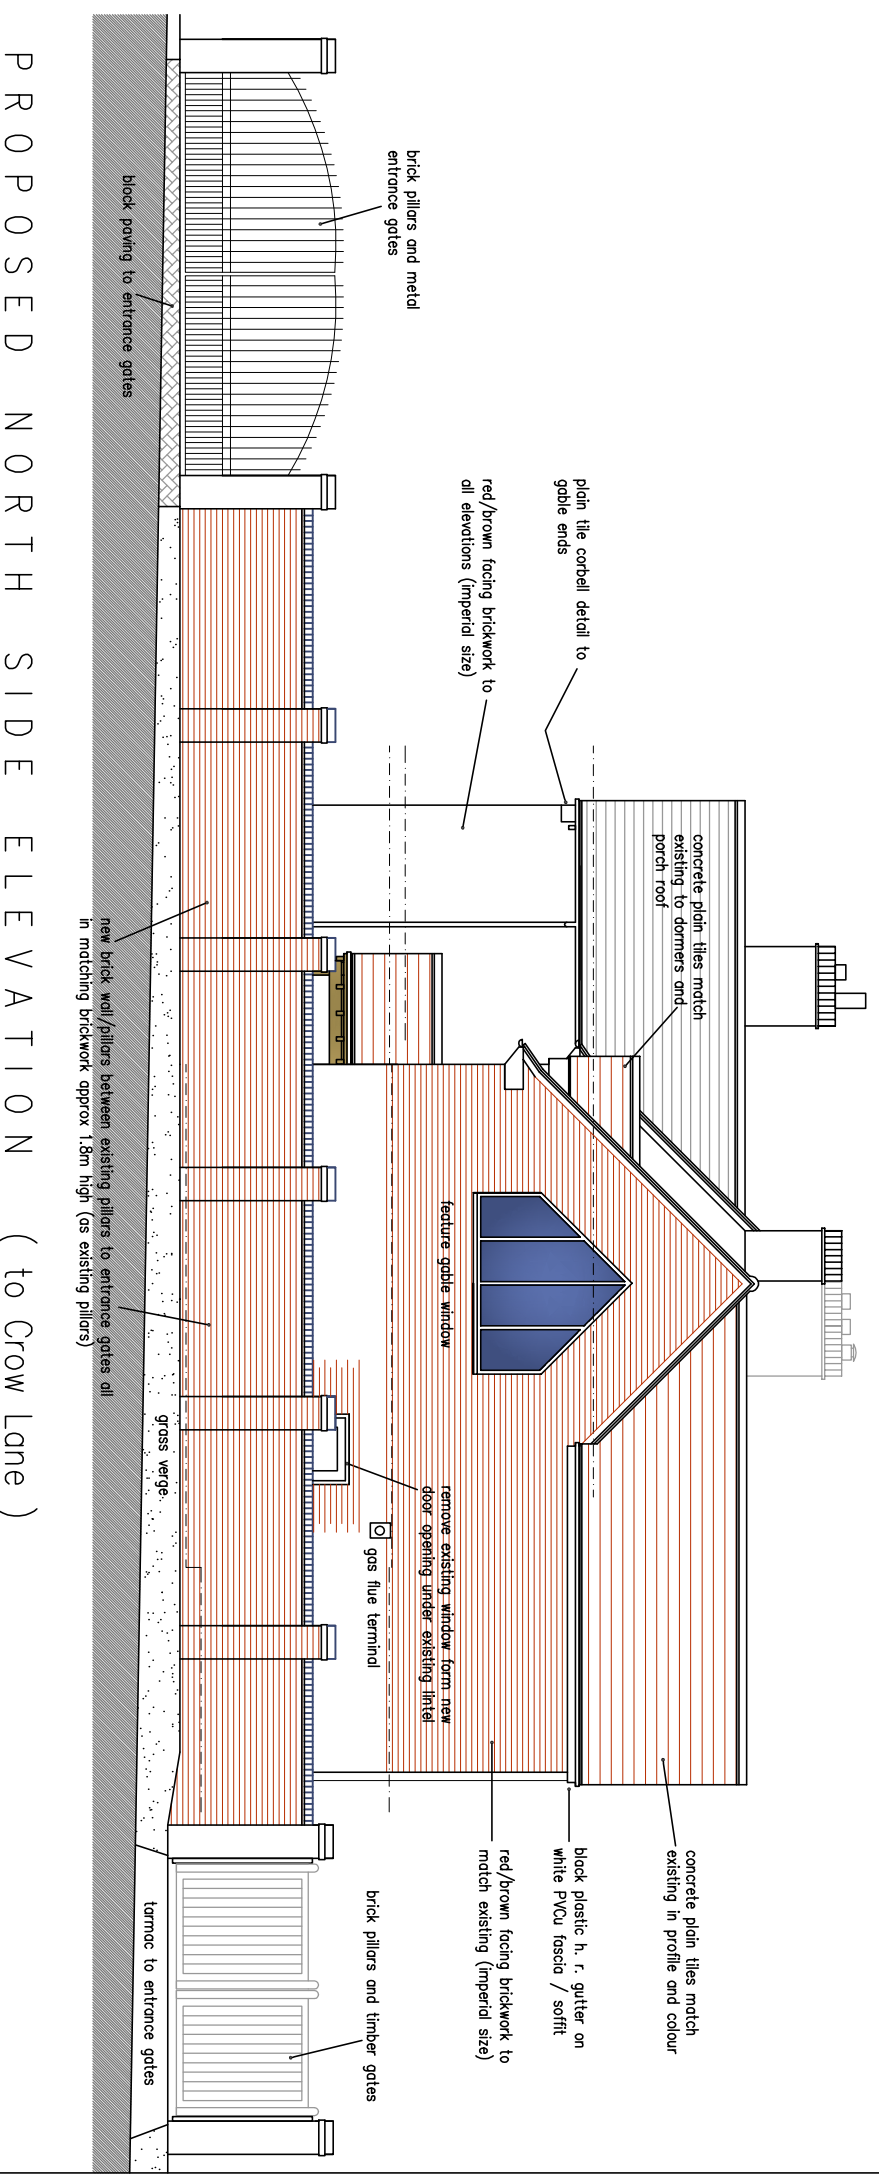 concrete plain tiles match
existing to dormers and
porch roof
plain tile corbell detail to
gable ends
red/brown facing brickwork to
all elevations (imperial size)
brick pillars and metal
entrance gates
block paving to entrance gates
feature gable window
concrete plain tiles match
existing in profile and colour
black plastic h. r. gutter on
white PVCu fascia / soffit
red/brown facing brickwork to
match existing (imperial size)
remove existing window form new
door opening under existing lintel
gas flue terminal
brick pillars and timber gates
grass verge
tarmac to entrance gates
new brick wall/pillars between existing pillars to entrance gates all
in matching brickwork approx 1.8m high (as existing pillars)
PROPOSED NORTH SIDE ELEVATION ( to Crow Lane )